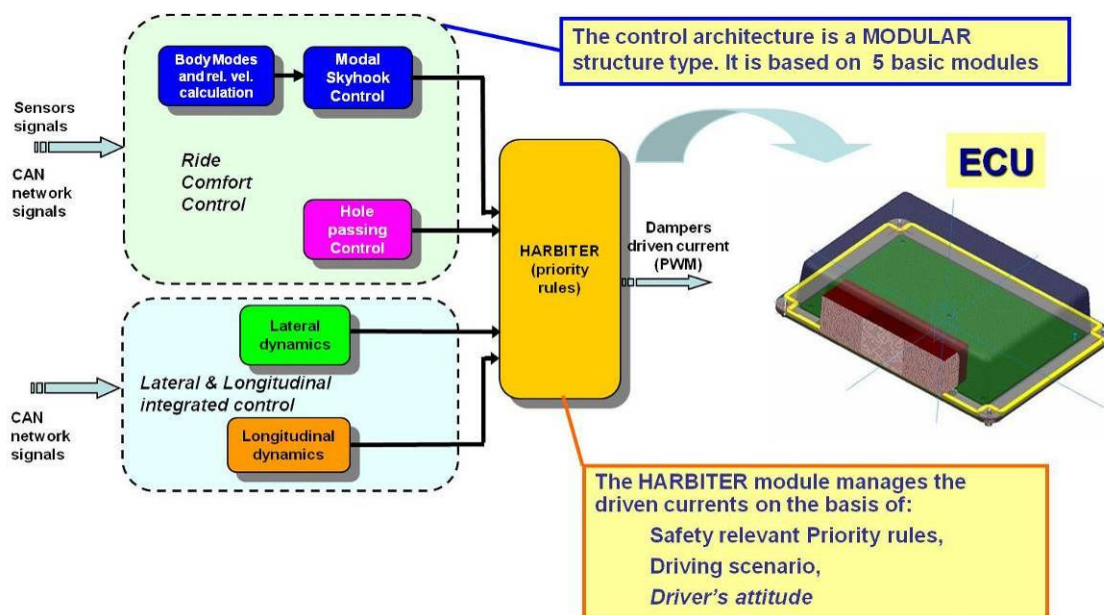 The control architecture is a MODULAR
structure type. It is based on  5 basic modules
Body Modes
and rel. vel.
calculation
Modal
Skyhook
Control
Sensors
signals
CAN
network
signals
Ride
Comfort
Control
Hole
passing
Control
HARBITER
(priority
rules)
Dampers
driven current
(PWM)
ECU
Lateral
dynamics
Lateral & Longitudinal
integrated control
Longitudinal
dynamics
CAN
network
signals
The HARBITER module manages the
driven currents on the basis of:
Safety relevant Priority rules,
Driving scenario,
Driver's attitude